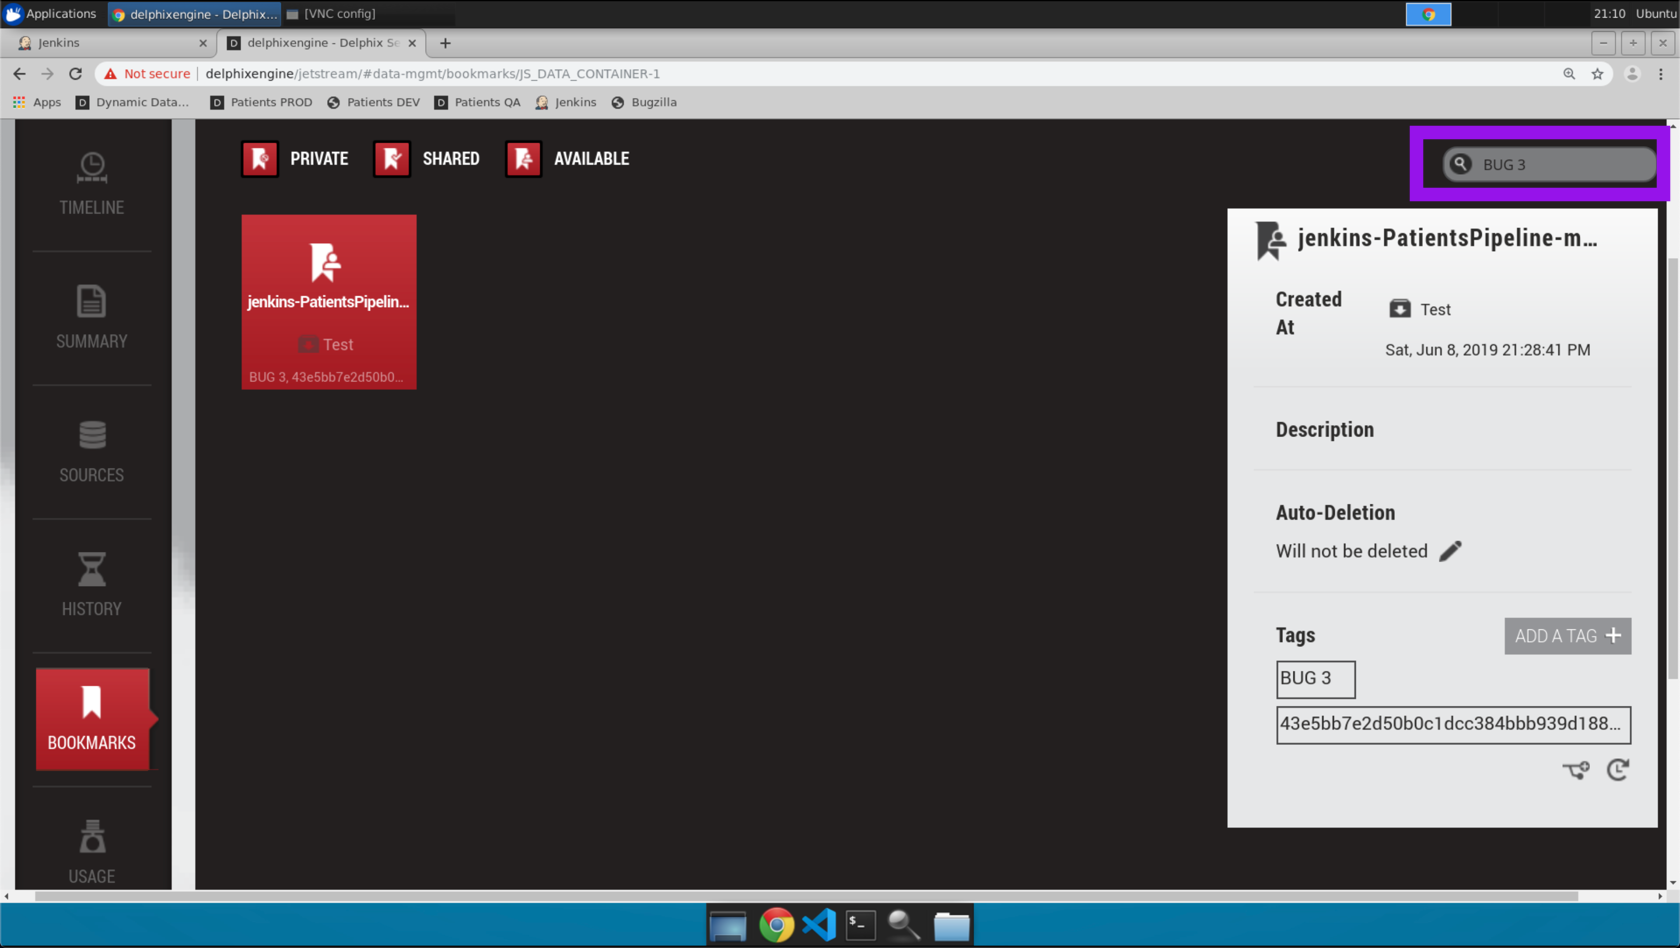 Applications
delphixengine - Delphix...
[VNC config]
21:10 Ubuntu
Jenkins
delphixengine - Delphix Se
Not secure
delphixengine/jetstream/#data-mgmt/bookmarks/JS_DATA_CONTAINER-1
Apps
Dynamic Data...
Patients PROD
Patients DEV
Patients QA
Jenkins
Bugzilla
TIMELINE
SUMMARY
SOURCES
HISTORY
BOOKMARKS
USAGE
PRIVATE
SHARED
AVAILABLE
BUG 3
jenkins-PatientsPipelin...
Test
BUG 3, 43e5bb7e2d50b0...
jenkins-PatientsPipeline-m...
Created
At
Test
Sat, Jun 8, 2019 21:28:41 PM
Description
Auto-Deletion
Will not be deleted
Tags
ADD A TAG +
BUG 3
43e5bb7e2d50b0c1dcc384bbb939d188...